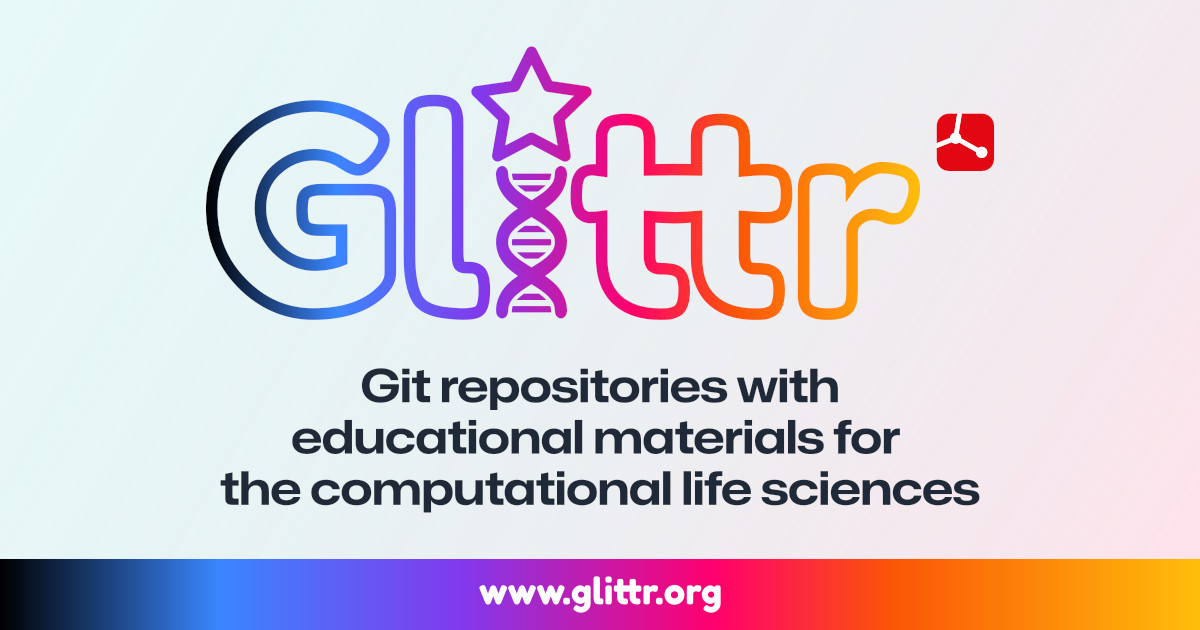 Glittr
Git repositories with
educational materials for
the computational life sciences
www.glittr.org